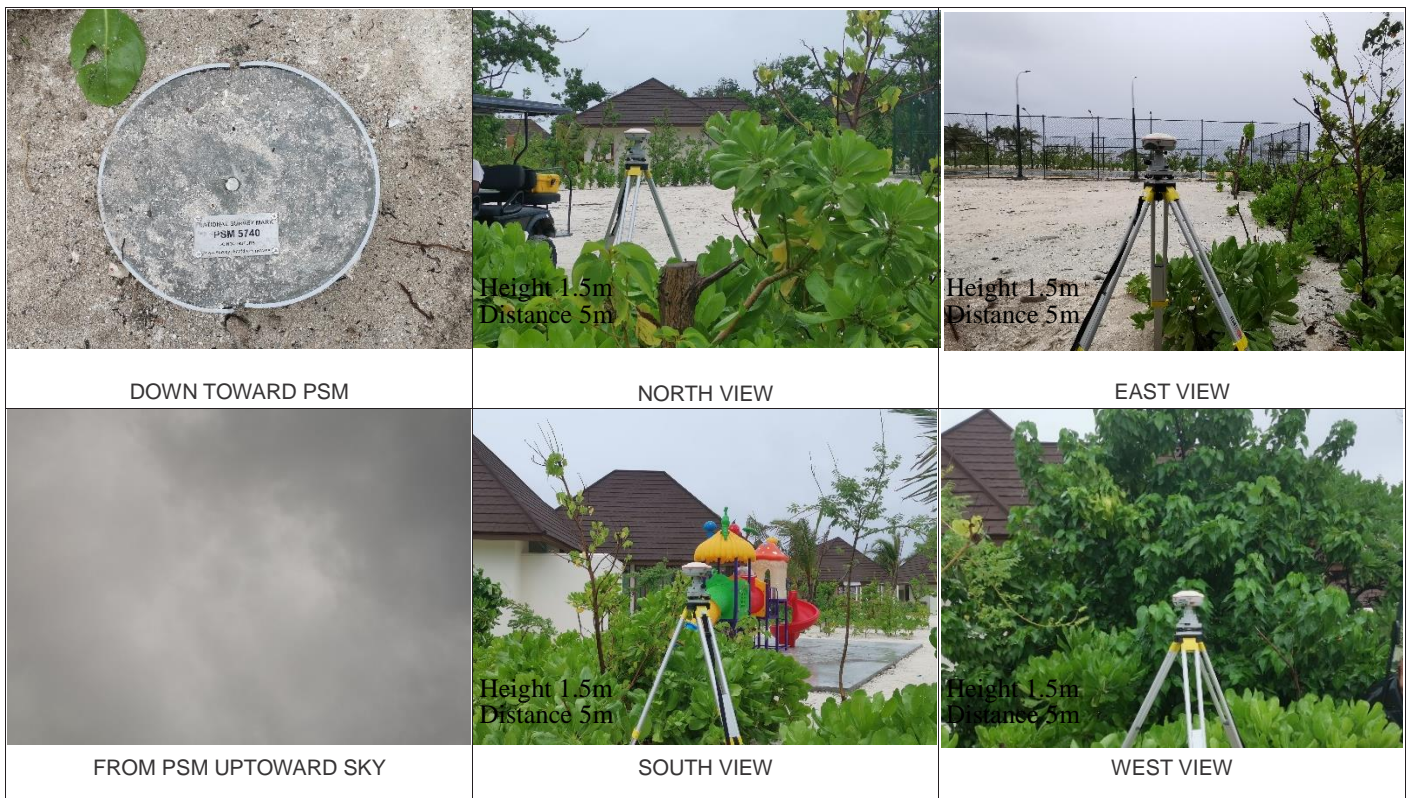 NATIONAL SURVEY MARK
PSM 5740
DOWN TOWARD PSM
Height 1.5m
Distance 5m
NORTH VIEW
Height 1.5m
Distance 5m
EAST VIEW
FROM PSM UPTOWARD SKY
Height 1.5m
Distance 5m
SOUTH VIEW
Height 1.5m
Distance 5m
WEST VIEW